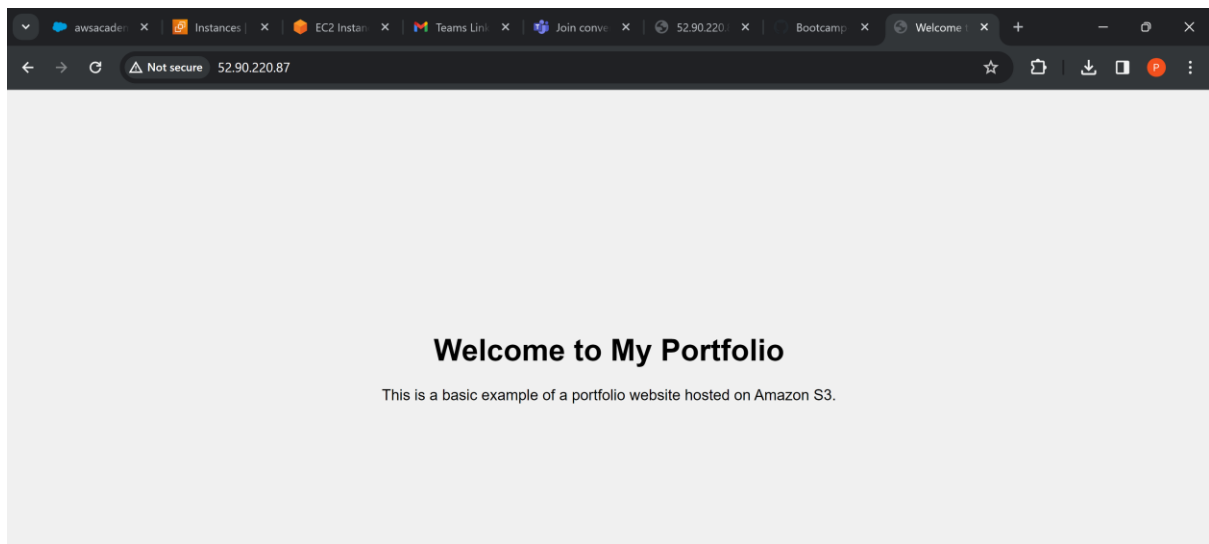 awsacadem
Instances |
EC2 Instan
Teams Link
Join conve
52.90.220.
Bootcamp
Welcome t
Not secure
52.90.220.87
P
Welcome to My Portfolio
This is a basic example of a portfolio website hosted on Amazon S3.